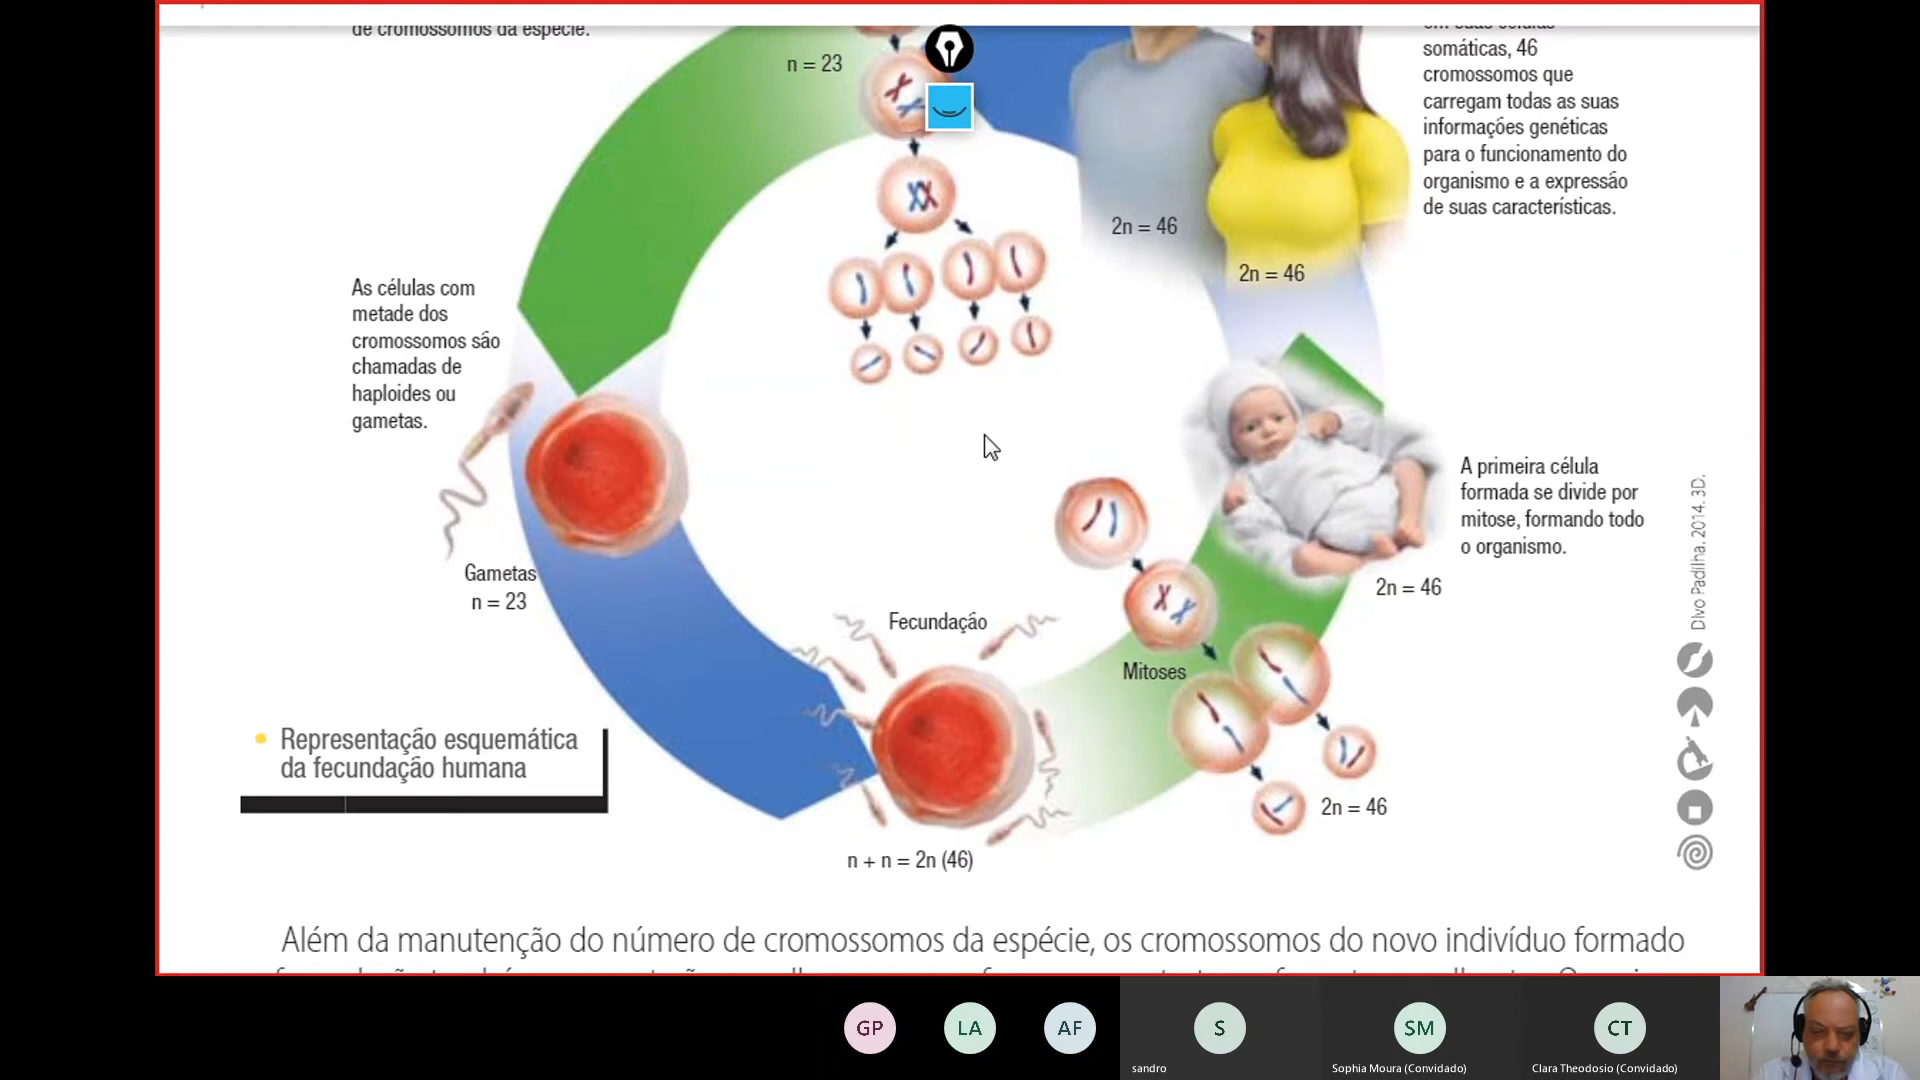 de cromossomos da espécie.
n = 23
em suas células
somáticas, 46
cromossomos que
carregam todas as suas
informações genéticas
para o funcionamento do
organismo e a expressão
de suas características.
2n = 46
2n = 46
As células com
metade dos
cromossomos são
chamadas de
haploides ou
gametas.
Gametas
n = 23
A primeira célula
formada se divide por
mitose, formando todo
o organismo.
2n = 46
Divo Padilha. 2014. 3D.
Fecundação
Mitoses
2n = 46
n + n = 2n (46)
Representação esquemática
da fecundação humana
Além da manutenção do número de cromossomos da espécie, os cromossomos do novo indivíduo formado
GP
LA
AF
S
SM
CT
sandro
Sophia Moura (Convidado)
Clara Theodosio (Convidado)